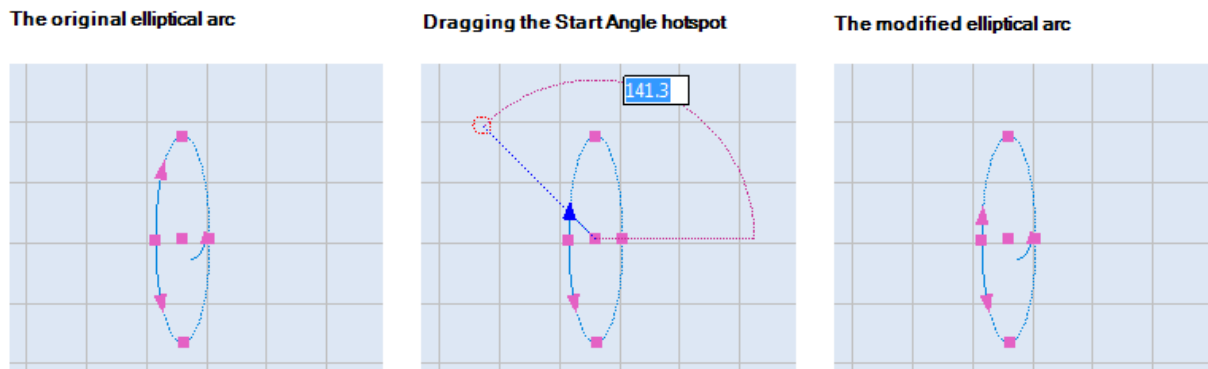 The original elliptical arc
Dragging the Start Angle hotspot
The modified elliptical arc
141.3